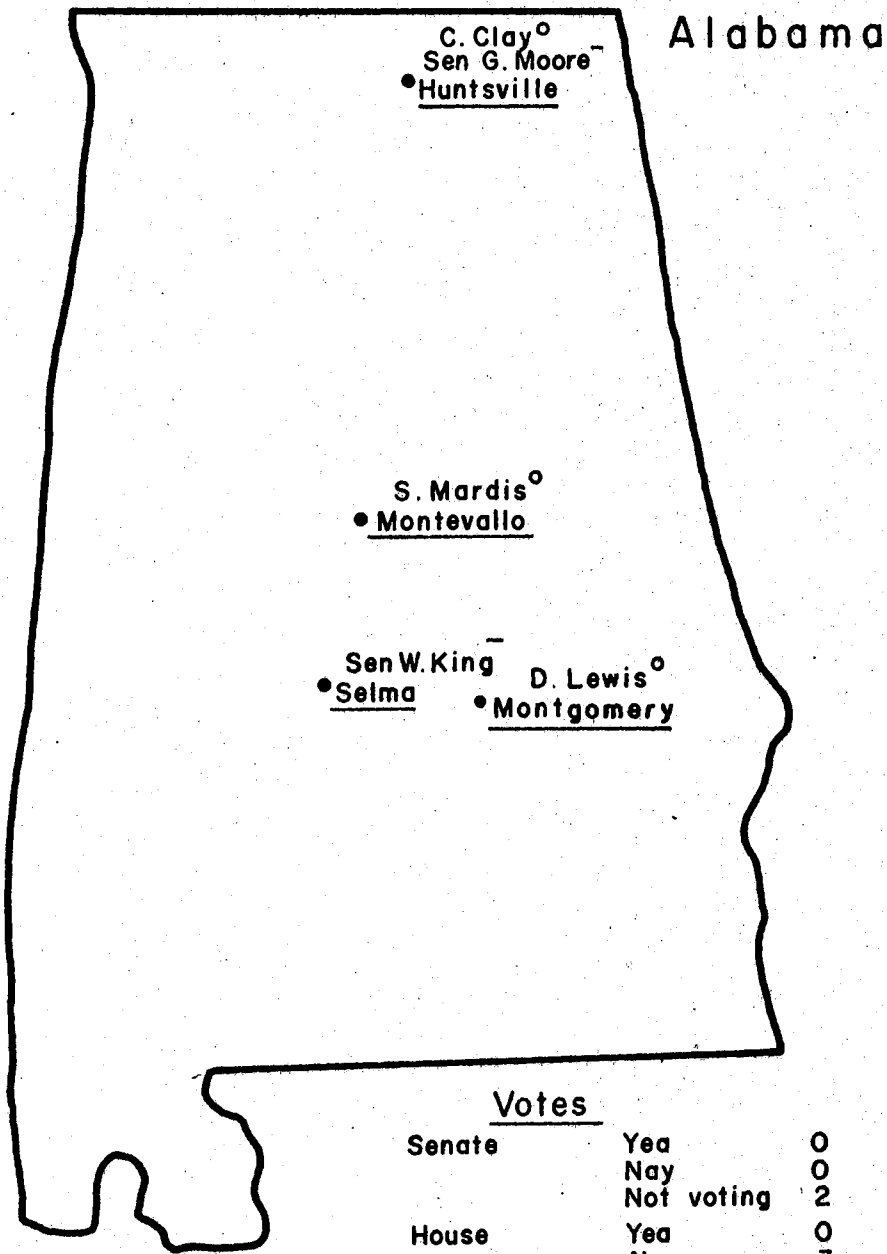 Alabama
C. Clay°
Sen G. Moore⁻
Huntsville
S. Mardis°
Montevallo
Sen W. King⁻
Selma
D. Lewis°
Montgomery
Votes
Senate Yea 0
Nay 0
Not voting 2
House Yea 0